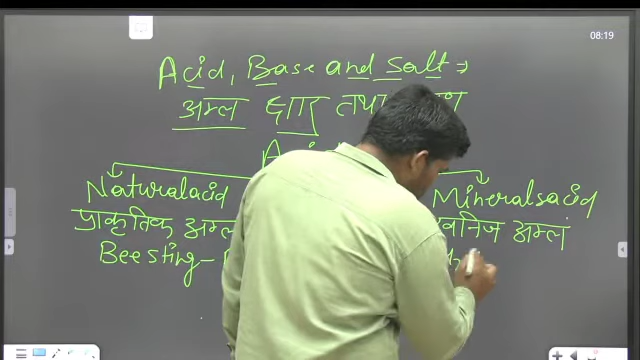 08:19
Acid, Base and Salt ⇒
अम्ल क्षार तथा
Natural acid Minerals acid
प्राकृतिक अम्ल खनिज अम्ल
Bee sting –